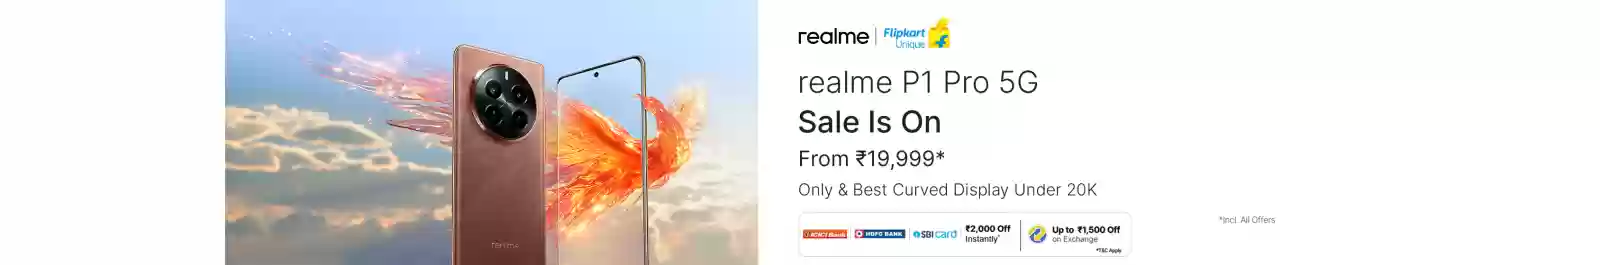 realme | Flipkart Unique
realme P1 Pro 5G
Sale Is On
From ₹19,999*
Only & Best Curved Display Under 20K
ICICI Bank
HDFC BANK
SBI card
₹2,000 Off
Instantly*
Up to ₹1,500 Off
on Exchange
*T&C Apply
*Incl. All Offers
realme